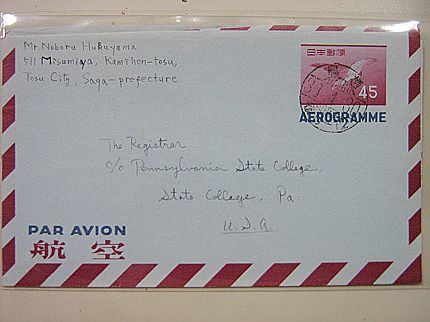 Mr Noboru Hukuyama
511 Misumiya, Kamihon-tosu,
Tosu City, Saga-prefecture
日本郵便
45
AEROGRAMME
The Registrar
c/o Pennsylvania State College,
State College, Pa.
U.S.A.
PAR AVION
航空